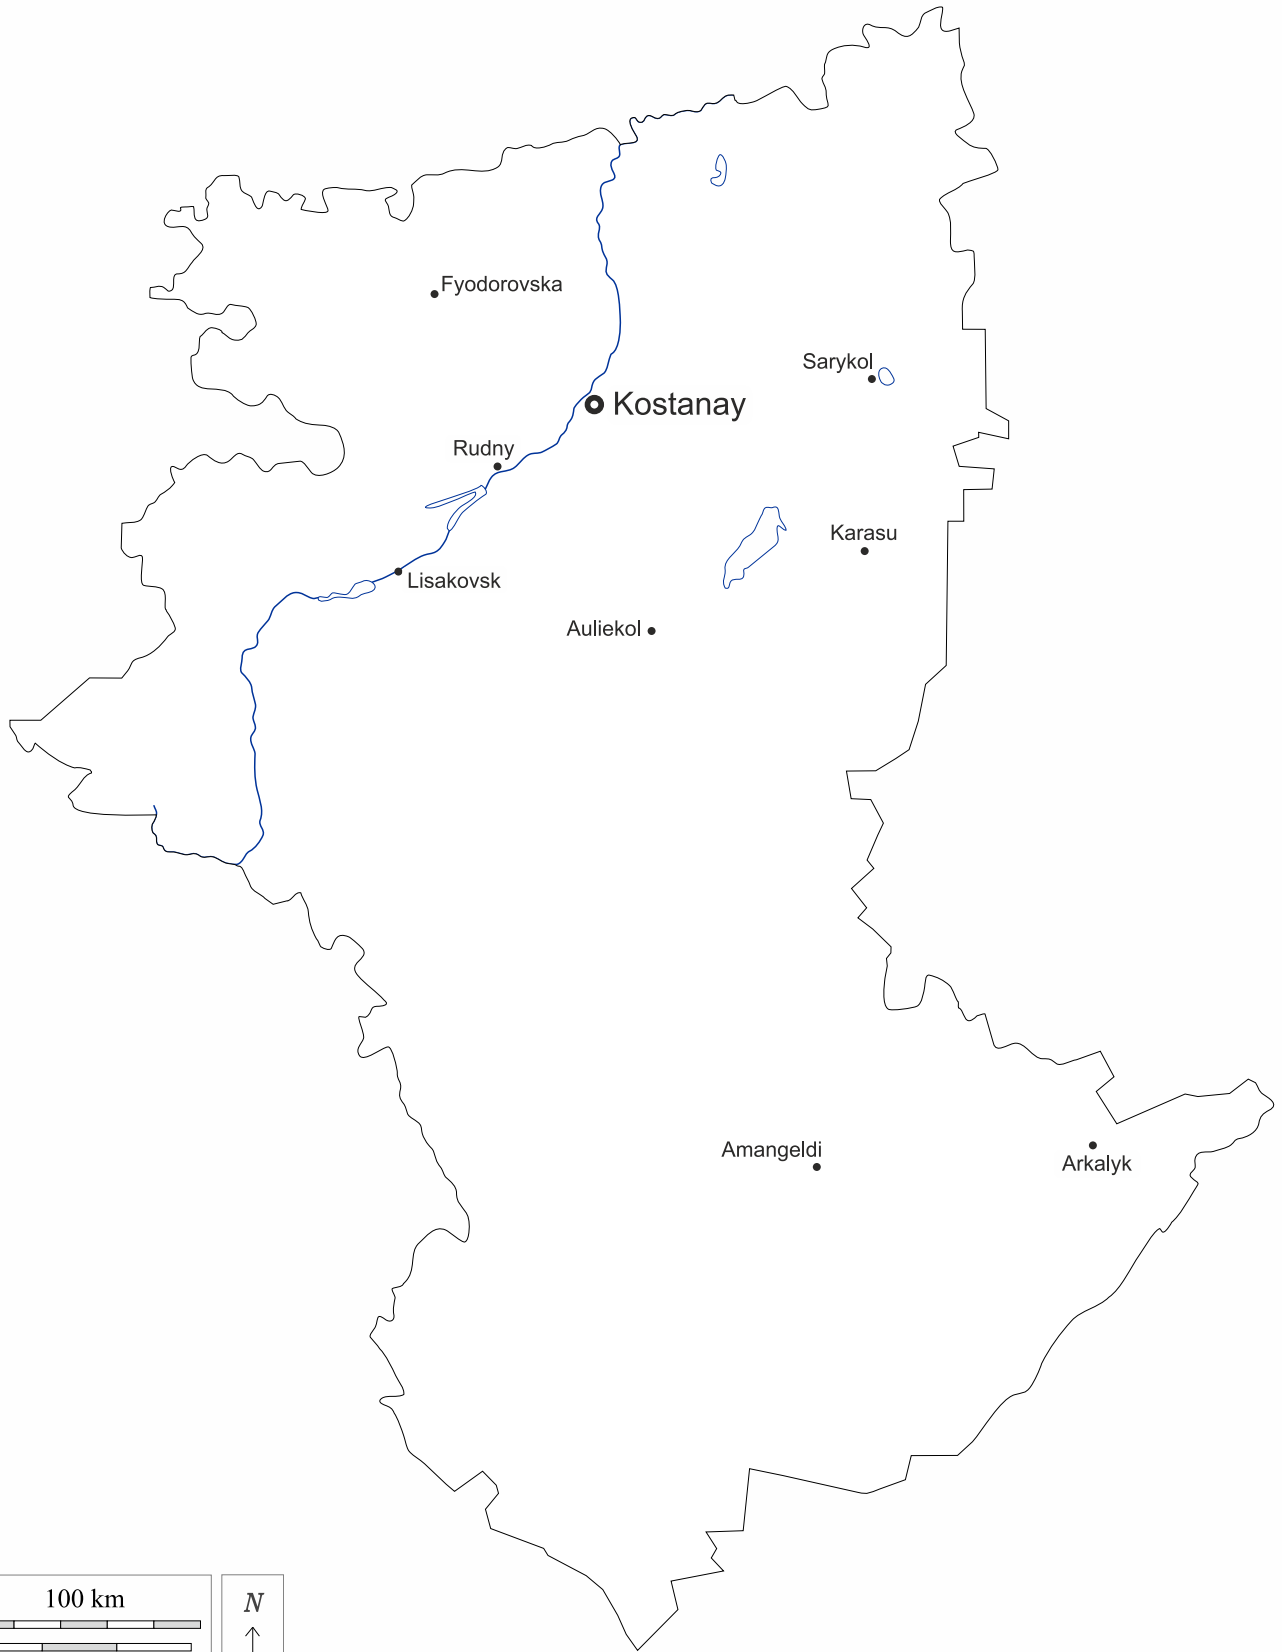 Fyodorovska
Sarykol
Kostanay
Rudny
Karasu
Lisakovsk
Auliekol
Amangeldi
Arkalyk
100 km
N